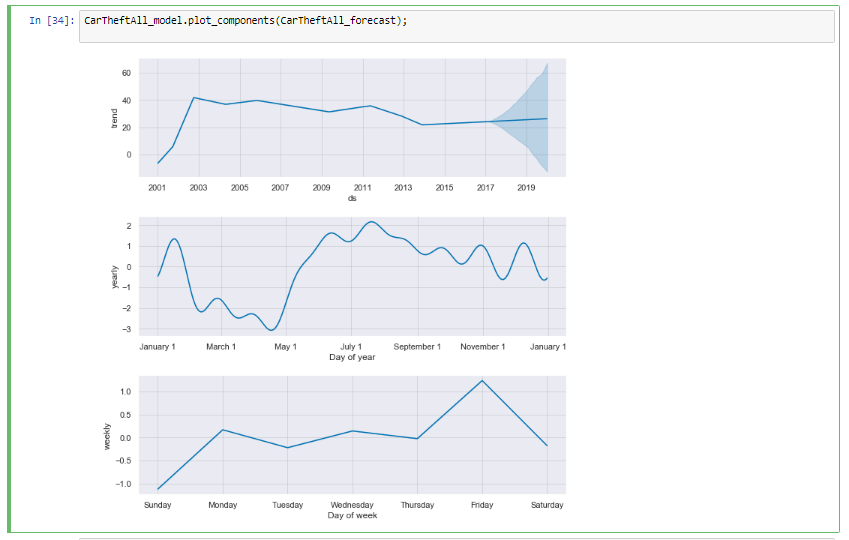 In [34]: CarTheftAll_model.plot_components(CarTheftAll_forecast);
60
40
20
0
trend
2001 2003 2005 2007 2009 2011 2013 2015 2017 2019
ds
2
1
0
−1
−2
−3
yearly
January 1 March 1 May 1 July 1 September 1 November 1 January 1
Day of year
1.0
0.5
0.0
−0.5
−1.0
weekly
Sunday Monday Tuesday Wednesday Thursday Friday Saturday
Day of week